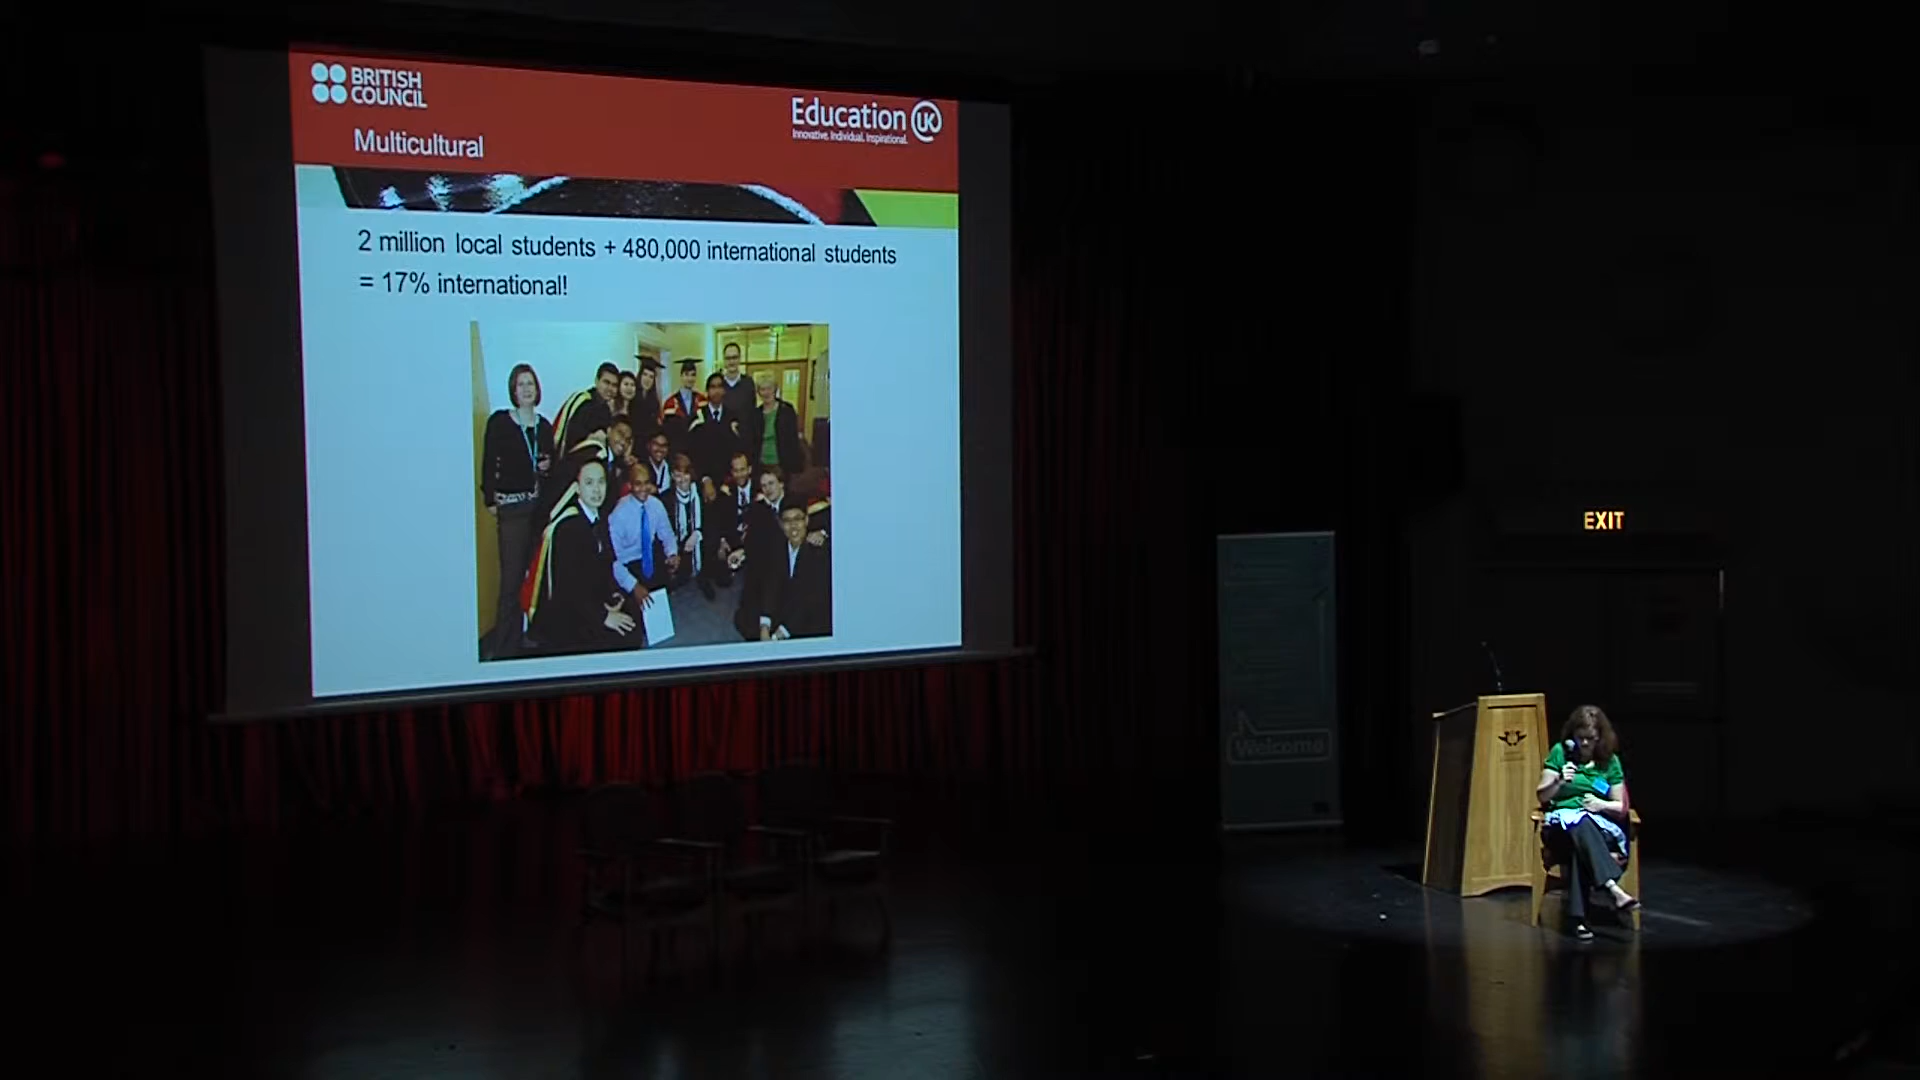 BRITISH
COUNCIL
Education UK
Innovative. Individual. Inspirational.
Multicultural
2 million local students + 480,000 international students
= 17% international!
EXIT
Welcome